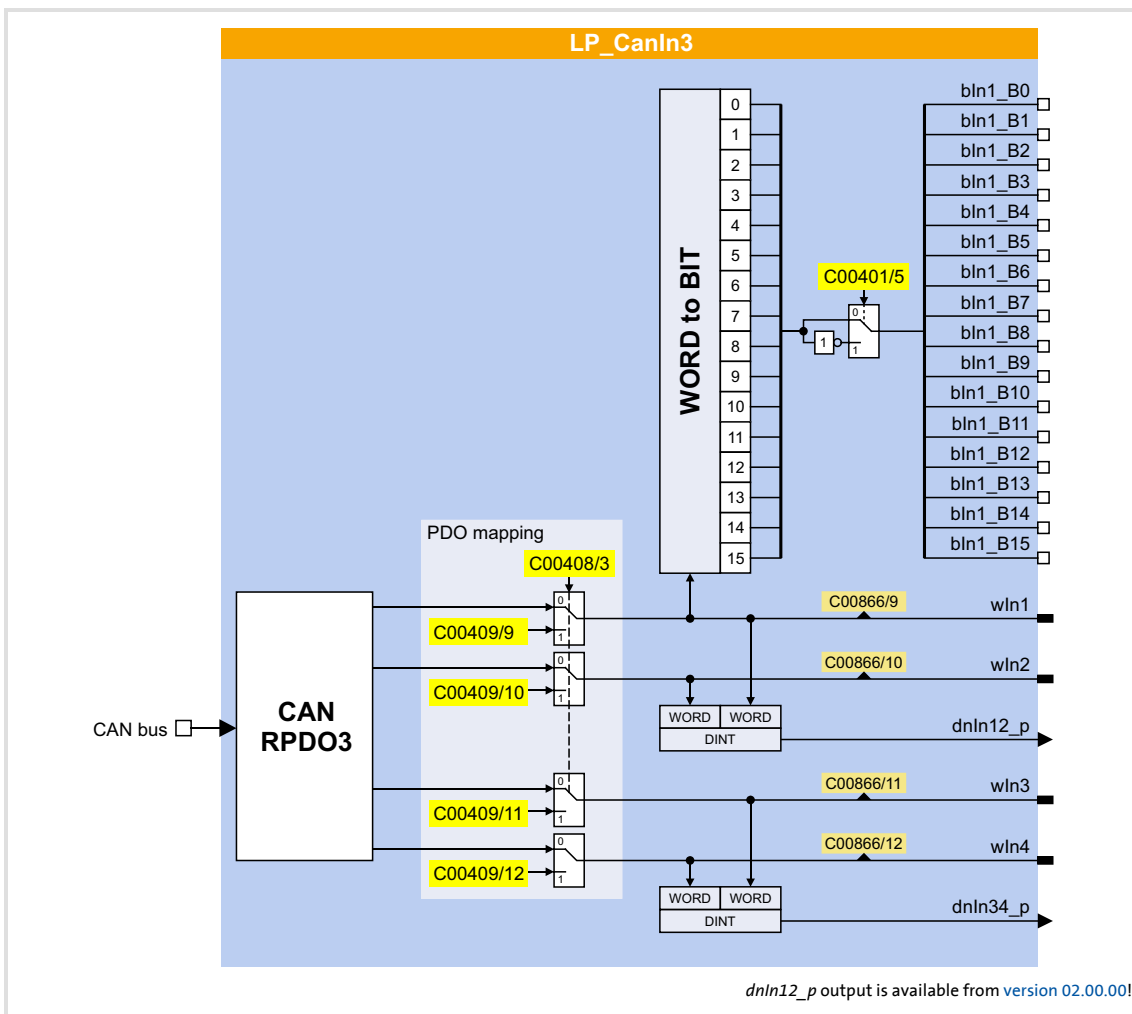 LP_CanIn3
bIn1_B0
0
bIn1_B1
1
bIn1_B2
2
bIn1_B3
3
bIn1_B4
4
bIn1_B5
5
C00401/5
bIn1_B6
6
bIn1_B7
7
0
bIn1_B8
8
1
1
bIn1_B9
9
bIn1_B10
10
bIn1_B11
11
bIn1_B12
12
bIn1_B13
13
bIn1_B14
14
bIn1_B15
15
WORD to BIT
PDO mapping
C00408/3
0
C00409/9
1
C00866/9
wIn1
0
C00409/10
1
C00866/10
wIn2
WORD WORD
DINT
dnIn12_p
CAN bus
CAN
RPDO3
0
C00409/11
1
C00866/11
wIn3
0
C00409/12
1
C00866/12
wIn4
WORD WORD
DINT
dnIn34_p
dnIn12_p output is available from version 02.00.00!